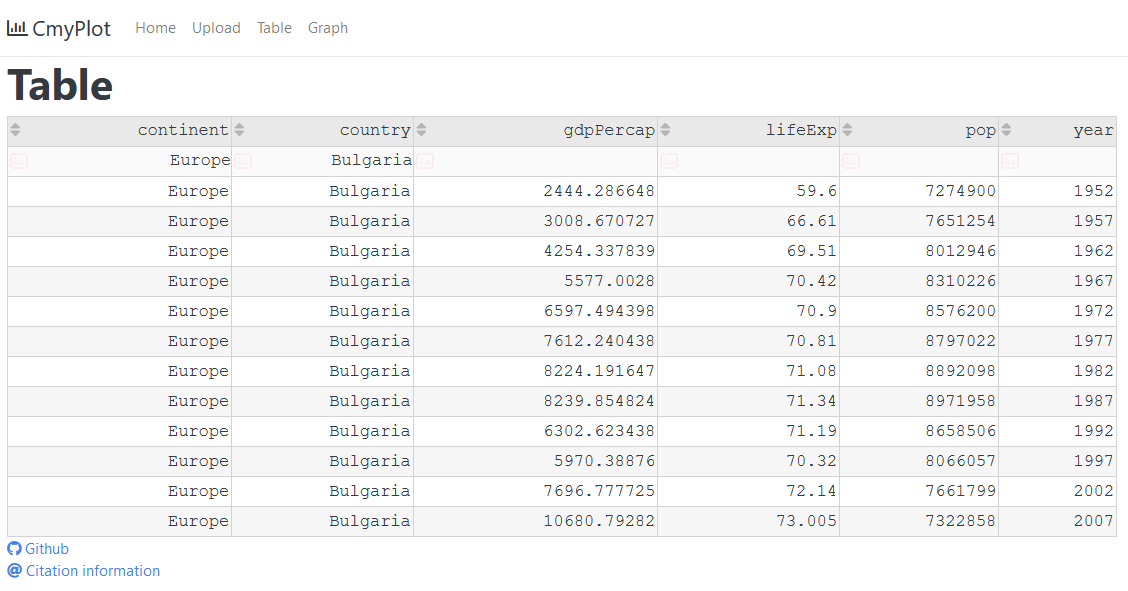 CmyPlot Home Upload Table Graph
Table
continent country gdpPercap lifeExp pop year
Europe Bulgaria
Europe Bulgaria 2444.286648 59.6 7274900 1952
Europe Bulgaria 3008.670727 66.61 7651254 1957
Europe Bulgaria 4254.337839 69.51 8012946 1962
Europe Bulgaria 5577.0028 70.42 8310226 1967
Europe Bulgaria 6597.494398 70.9 8576200 1972
Europe Bulgaria 7612.240438 70.81 8797022 1977
Europe Bulgaria 8224.191647 71.08 8892098 1982
Europe Bulgaria 8239.854824 71.34 8971958 1987
Europe Bulgaria 6302.623438 71.19 8658506 1992
Europe Bulgaria 5970.38876 70.32 8066057 1997
Europe Bulgaria 7696.777725 72.14 7661799 2002
Europe Bulgaria 10680.79282 73.005 7322858 2007
Github
Citation information